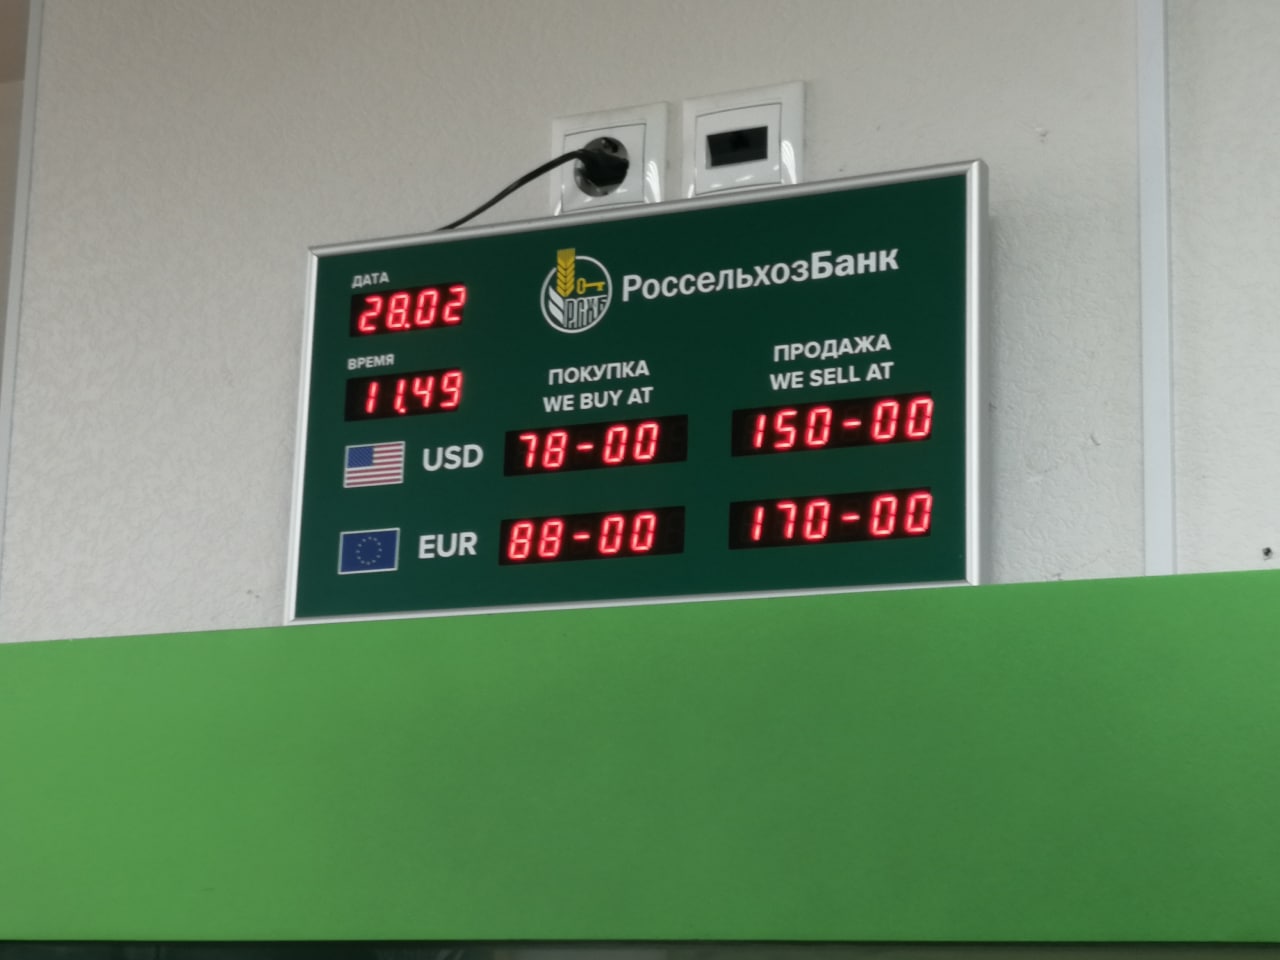 ДАТА
28.02
РСХБ
РоссельхозБанк
ВРЕМЯ
11.49
ПОКУПКА
WE BUY AT
ПРОДАЖА
WE SELL AT
USD 78-00 150-00
EUR 88-00 170-00